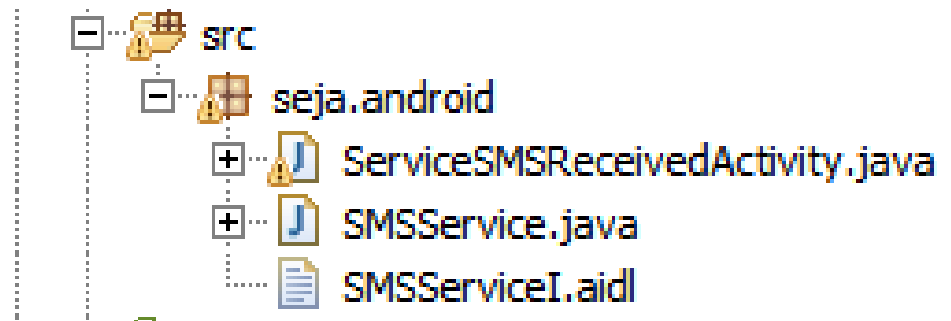 src
seja.android
ServiceSMSReceivedActivity.java
SMSService.java
SMSServiceI.aidl